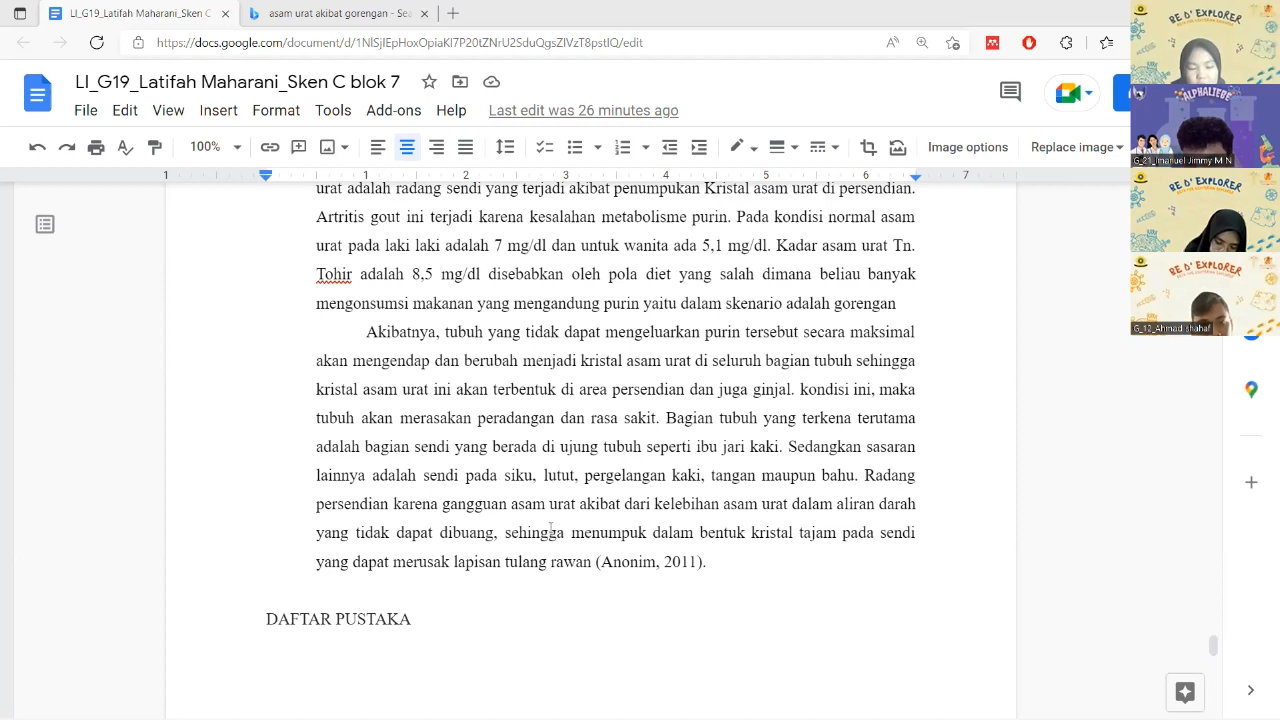 LI_G19_Latifah Maharani_Sken C
asam urat akibat gorengan - Sea
https://docs.google.com/document/d/1NlSjIEpHoxOpiaKI7P20tZNrU2SduQgsZIVzT8pstIQ/edit
LI_G19_Latifah Maharani_Sken C blok 7
File Edit View Insert Format Tools Add-ons Help Last edit was 26 minutes ago
100% Image options Replace image
1 1 2 3 4 5 6 7
urat adalah radang sendi yang terjadi akibat penumpukan Kristal asam urat di persendian.
Artritis gout ini terjadi karena kesalahan metabolisme purin. Pada kondisi normal asam
urat pada laki laki adalah 7 mg/dl dan untuk wanita ada 5,1 mg/dl. Kadar asam urat Tn.
Tohir adalah 8,5 mg/dl disebabkan oleh pola diet yang salah dimana beliau banyak
mengonsumsi makanan yang mengandung purin yaitu dalam skenario adalah gorengan
Akibatnya, tubuh yang tidak dapat mengeluarkan purin tersebut secara maksimal
akan mengendap dan berubah menjadi kristal asam urat di seluruh bagian tubuh sehingga
kristal asam urat ini akan terbentuk di area persendian dan juga ginjal. kondisi ini, maka
tubuh akan merasakan peradangan dan rasa sakit. Bagian tubuh yang terkena terutama
adalah bagian sendi yang berada di ujung tubuh seperti ibu jari kaki. Sedangkan sasaran
lainnya adalah sendi pada siku, lutut, pergelangan kaki, tangan maupun bahu. Radang
persendian karena gangguan asam urat akibat dari kelebihan asam urat dalam aliran darah
yang tidak dapat dibuang, sehingga menumpuk dalam bentuk kristal tajam pada sendi
yang dapat merusak lapisan tulang rawan (Anonim, 2011).
DAFTAR PUSTAKA
BE D' EXPLORER
ALPHALIEBE
G_21_Imanuel Jimmy M N
BE D' EXPLORER
BE D' EXPLORER
G_12_Ahmad shahaf